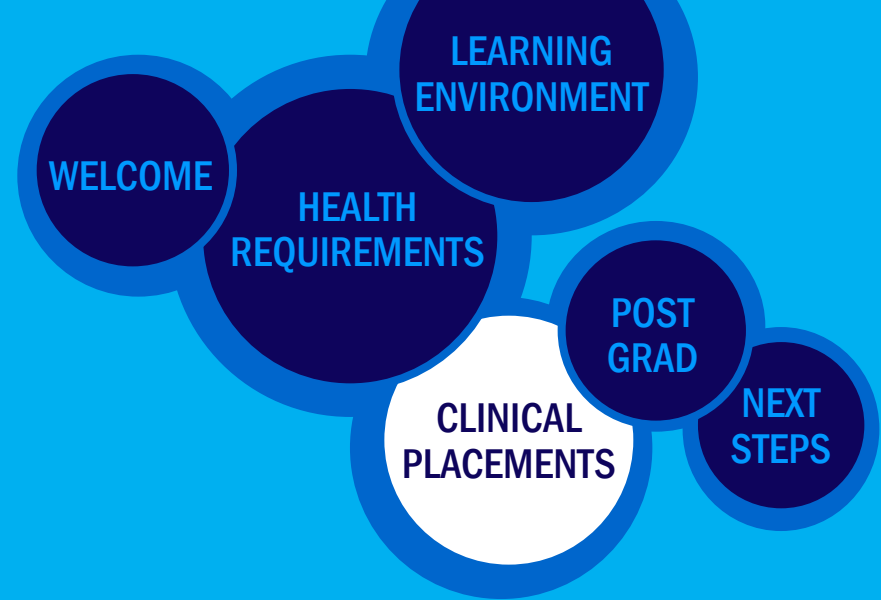 LEARNING
ENVIRONMENT
WELCOME
HEALTH
REQUIREMENTS
POST
GRAD
CLINICAL
PLACEMENTS
NEXT
STEPS